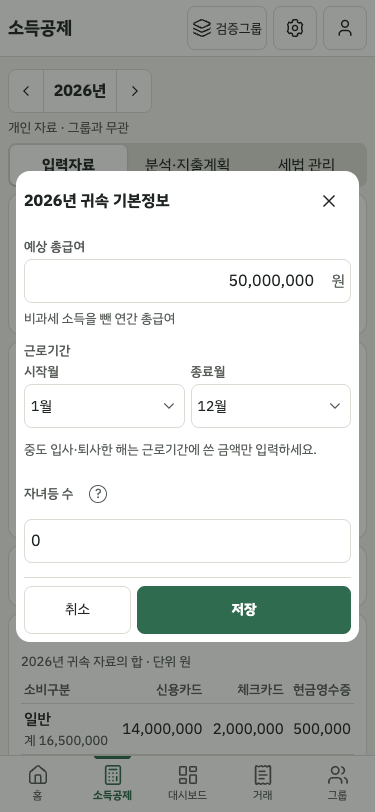 소득공제
검증그룹
2026년
개인 자료 · 그룹과 무관
입력자료 분석·지출계획 세법 관리
2026년 귀속 기본정보
예상 총급여
50,000,000 원
비과세 소득을 뺀 연간 총급여
근로기간
시작월 종료월
1월 12월
중도 입사·퇴사한 해는 근로기간에 쓴 금액만 입력하세요.
자녀등 수 ?
0
취소 저장
2026년 귀속 자료의 합 · 단위 원
소비구분 신용카드 체크카드 현금영수증
일반
계 16,500,000 14,000,000 2,000,000 500,000
홈 소득공제 대시보드 거래 그룹